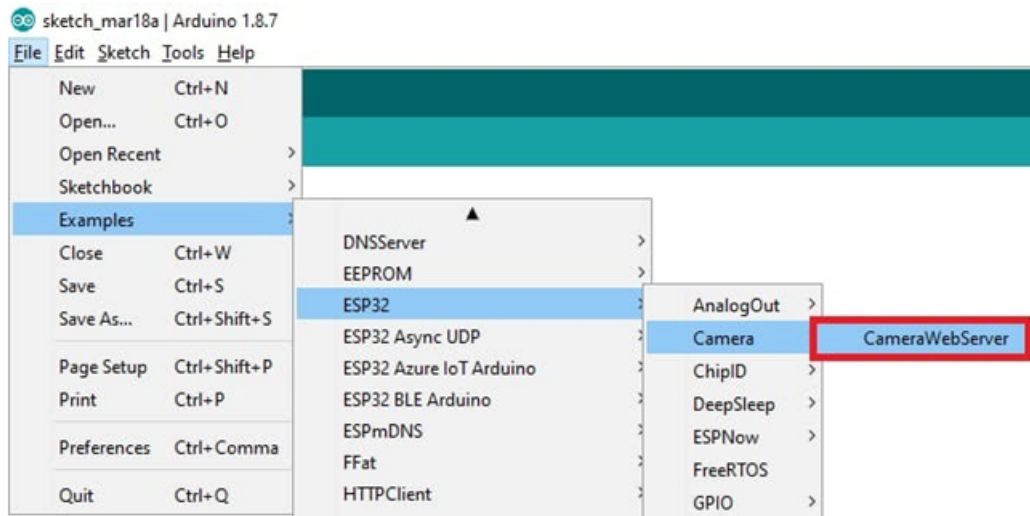 sketch_mar18a | Arduino 1.8.7
File Edit Sketch Tools Help
New Ctrl+N
Open... Ctrl+O
Open Recent >
Sketchbook >
Examples >
Close Ctrl+W
Save Ctrl+S
Save As... Ctrl+Shift+S
Page Setup Ctrl+Shift+P
Print Ctrl+P
Preferences Ctrl+Comma
Quit Ctrl+Q
DNSServer >
EEPROM >
ESP32 >
ESP32 Async UDP >
ESP32 Azure IoT Arduino >
ESP32 BLE Arduino >
ESPmDNS >
FFat >
HTTPClient >
AnalogOut >
Camera
ChipID >
DeepSleep >
ESPNow >
FreeRTOS
GPIO >
CameraWebServer